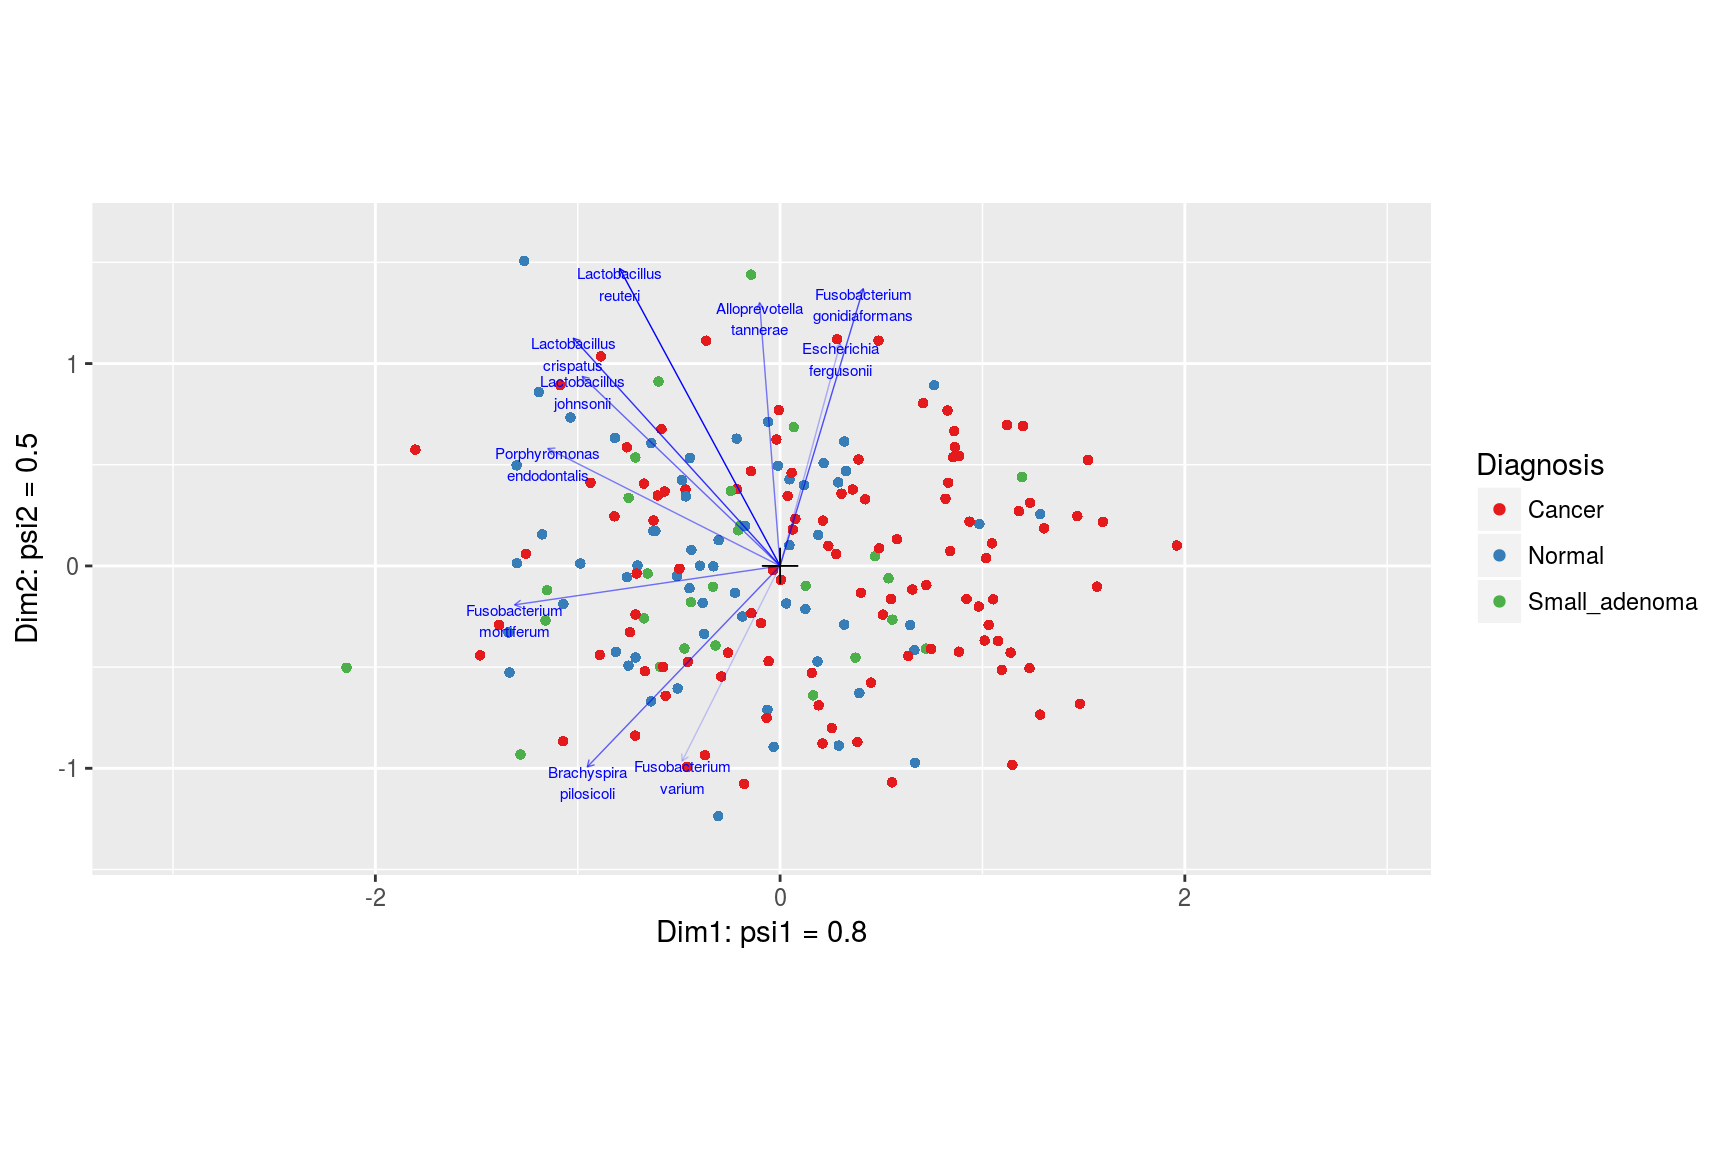 Lactobacillus
reuteri
Alloprevotella
tannerae
Fusobacterium
gonidiaformans
Lactobacillus
crispatus
Escherichia
fergusonii
Lactobacillus
johnsonii
Porphyromonas
endodontalis
Fusobacterium
mortiferum
Brachyspira
pilosicoli
Fusobacterium
varium
1
0
-1
-2
0
2
Dim1: psi1 = 0.8
Dim2: psi2 = 0.5
Diagnosis
Cancer
Normal
Small_adenoma